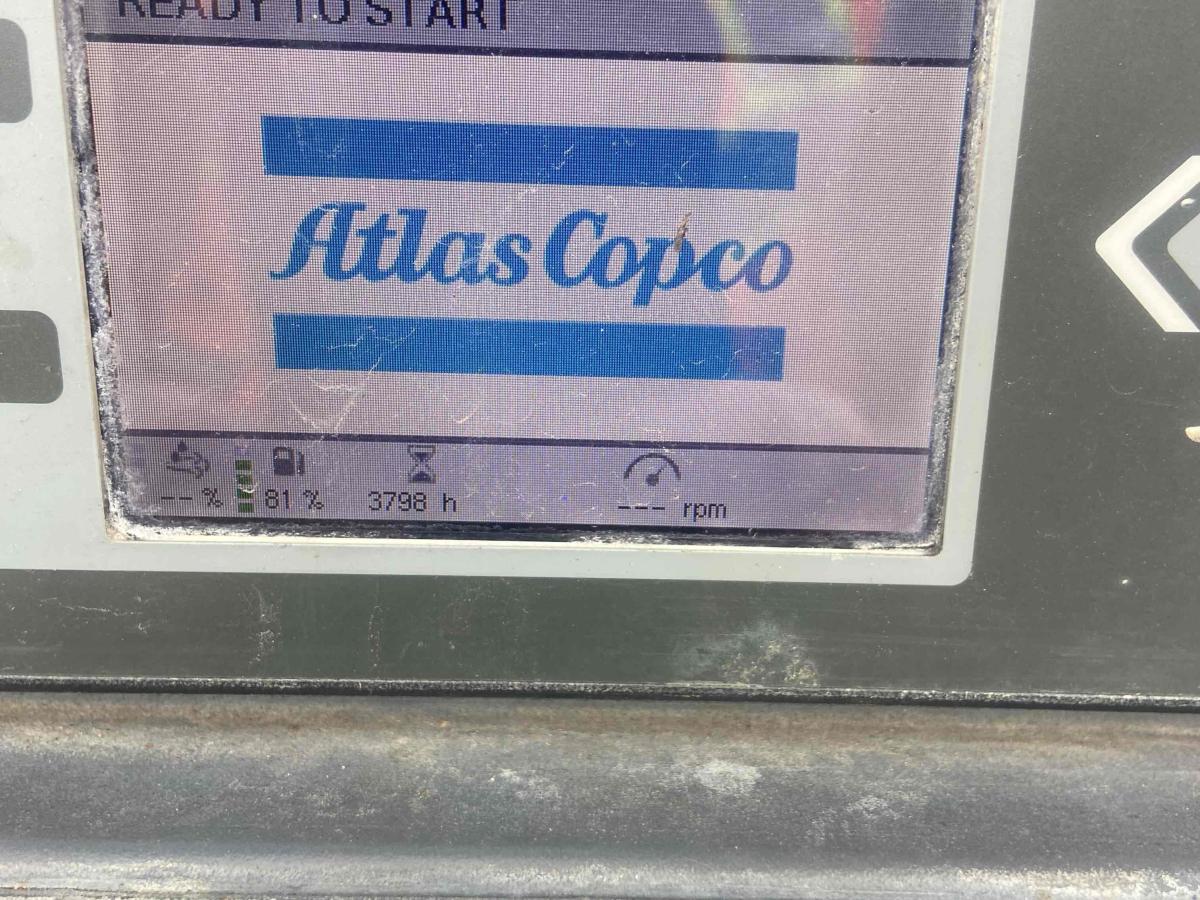 READY TO START
Atlas Copco
--% 81 % 3798 h --- rpm